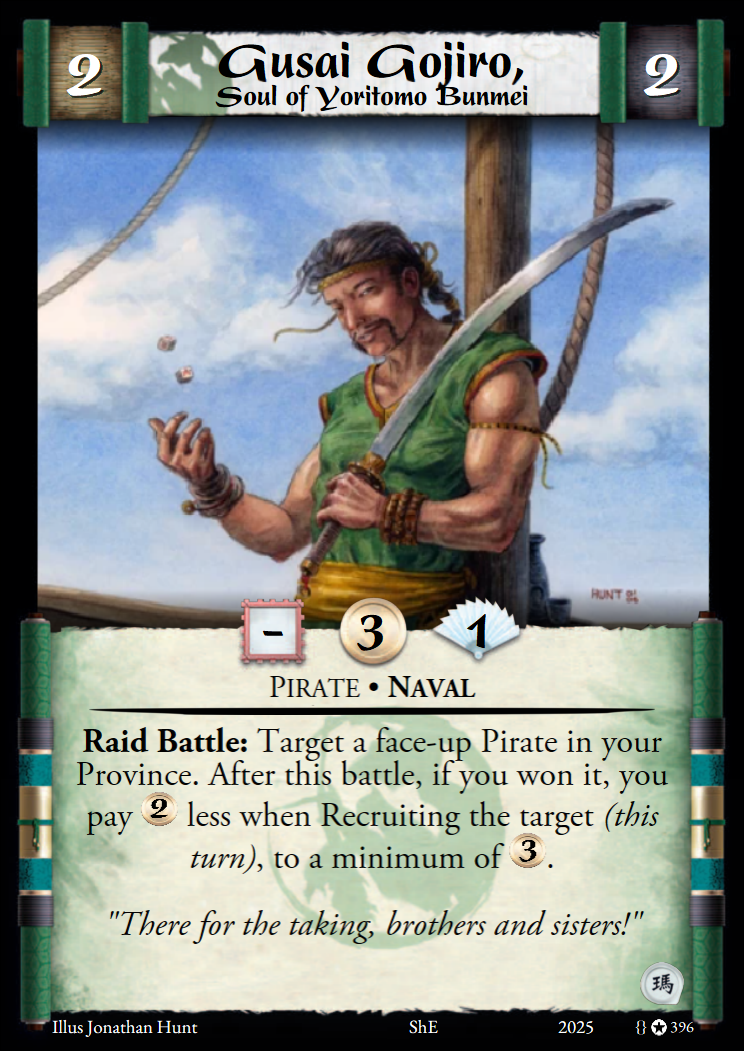 2 Gusai Gojiro, 2
Soul of Yoritomo Bunmei
HUNT
- 3 1
PIRATE • NAVAL
Raid Battle: Target a face-up Pirate in your
Province. After this battle, if you won it, you
pay 2 less when Recruiting the target (this
turn), to a minimum of 3.
"There for the taking, brothers and sisters!"
瑪
Illus Jonathan Hunt ShE 2025 {} ✪ 396